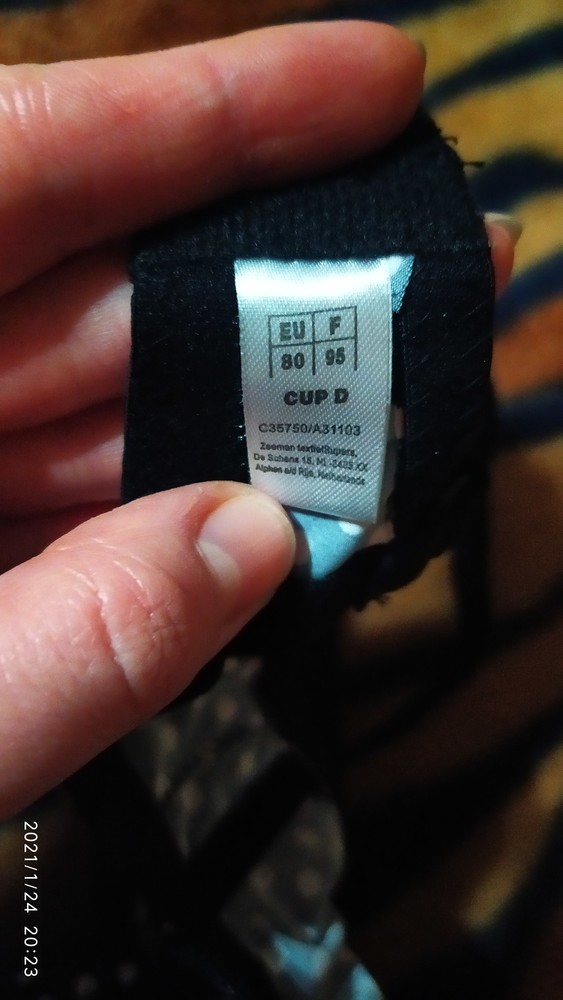 EU F
80 95
CUP D
C35750/A31103
Zeeman textielSupers,
De Schans 15, NL-2405 XX
Alphen a/d Rijn, Netherlands
2021/1/24 20:23